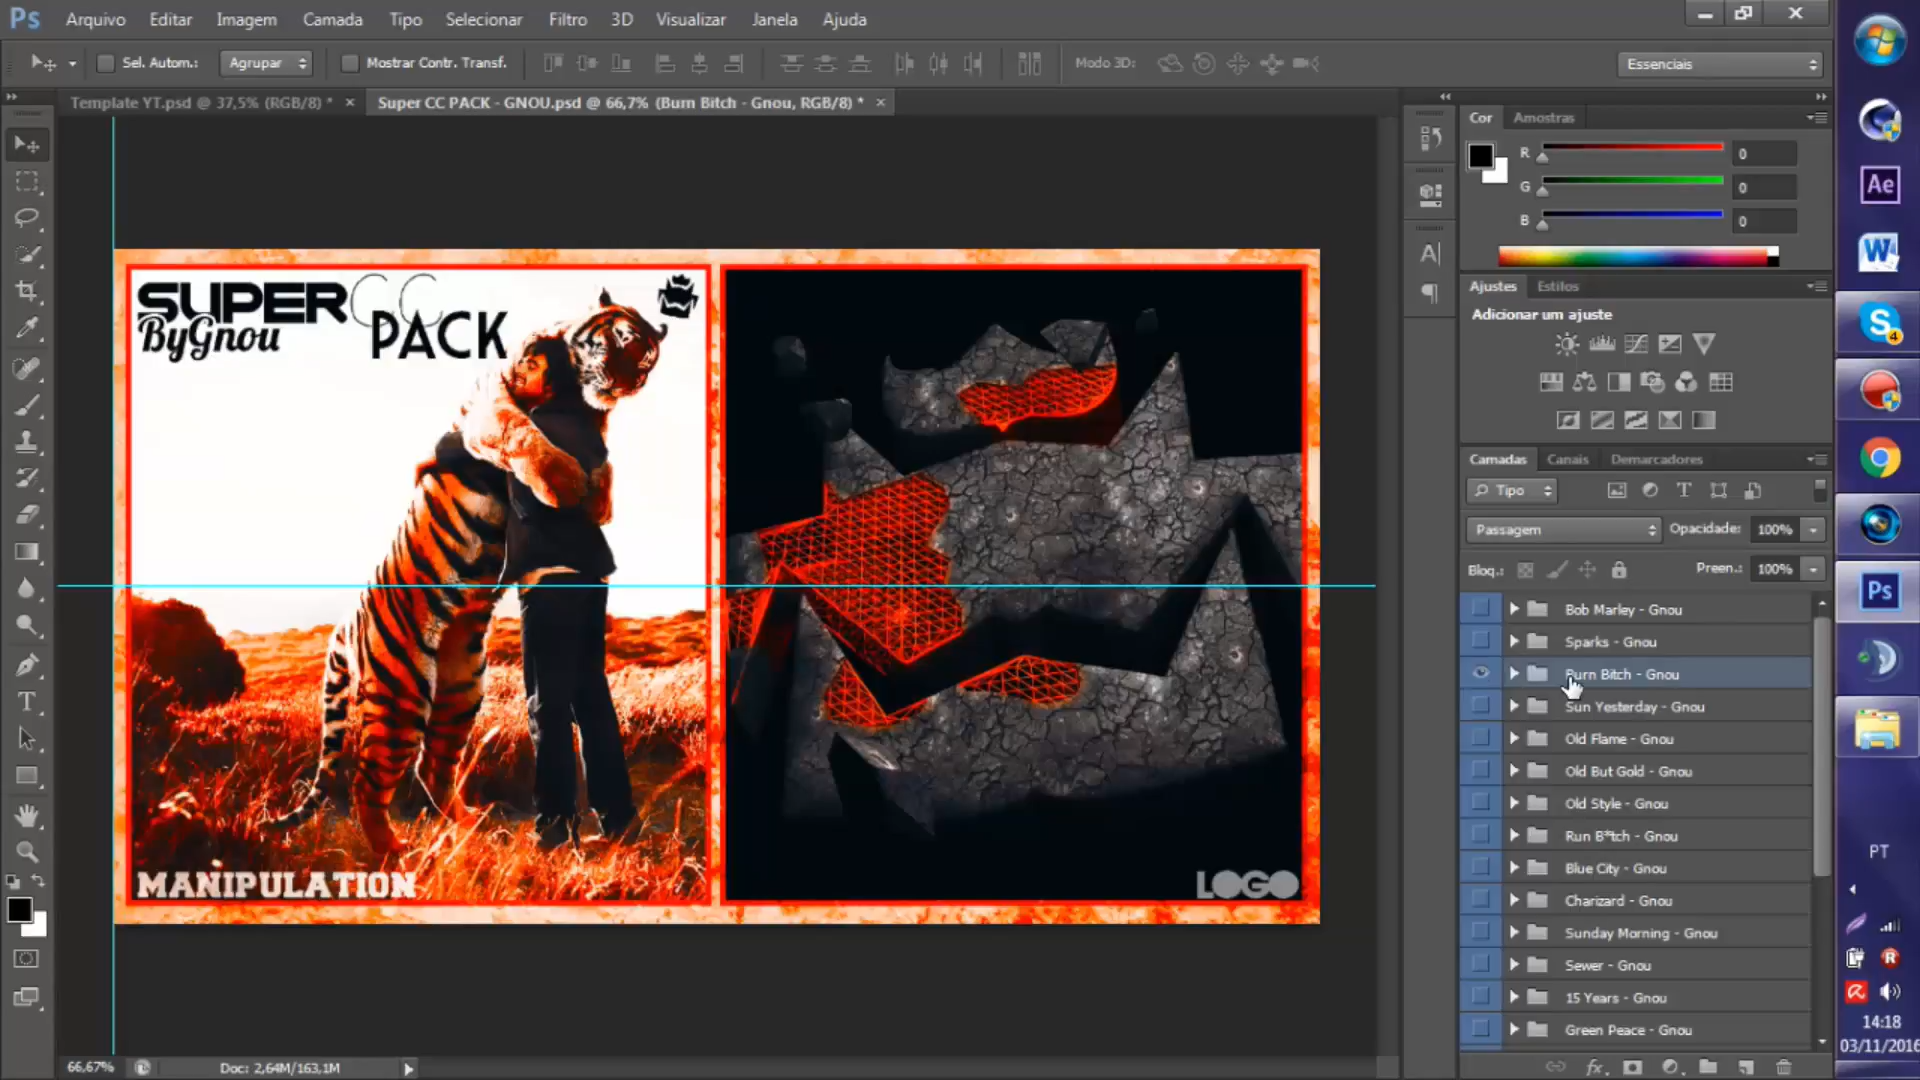 Ps Arquivo Editar Imagem Camada Tipo Selecionar Filtro 3D Visualizar Janela Ajuda
Sel. Autom.: Agrupar Mostrar Contr. Transf. Modo 3D: Essenciais
Template YT.psd @ 37,5% (RGB/8) * × Super CC PACK - GNOU.psd @ 66,7% (Burn Bitch - Gnou, RGB/8) * ×
Cor Amostras
R 0
G 0
B 0
Ajustes Estilos
Adicionar um ajuste
Camadas Canais Demarcadores
Tipo
Passagem Opacidade: 100%
Bloq.: Preen.: 100%
Bob Marley - Gnou
Sparks - Gnou
Burn Bitch - Gnou
Sun Yesterday - Gnou
Old Flame - Gnou
Old But Gold - Gnou
Old Style - Gnou
Run B*tch - Gnou
Blue City - Gnou
Charizard - Gnou
Sunday Morning - Gnou
Sewer - Gnou
15 Years - Gnou
Green Peace - Gnou
SUPER CC
ByGnou PACK
MANIPULATION
LOGO
66,67% Doc: 2,64M/163,1M
Ae
W
S 4
Ps
PT
R
14:18
03/11/2016